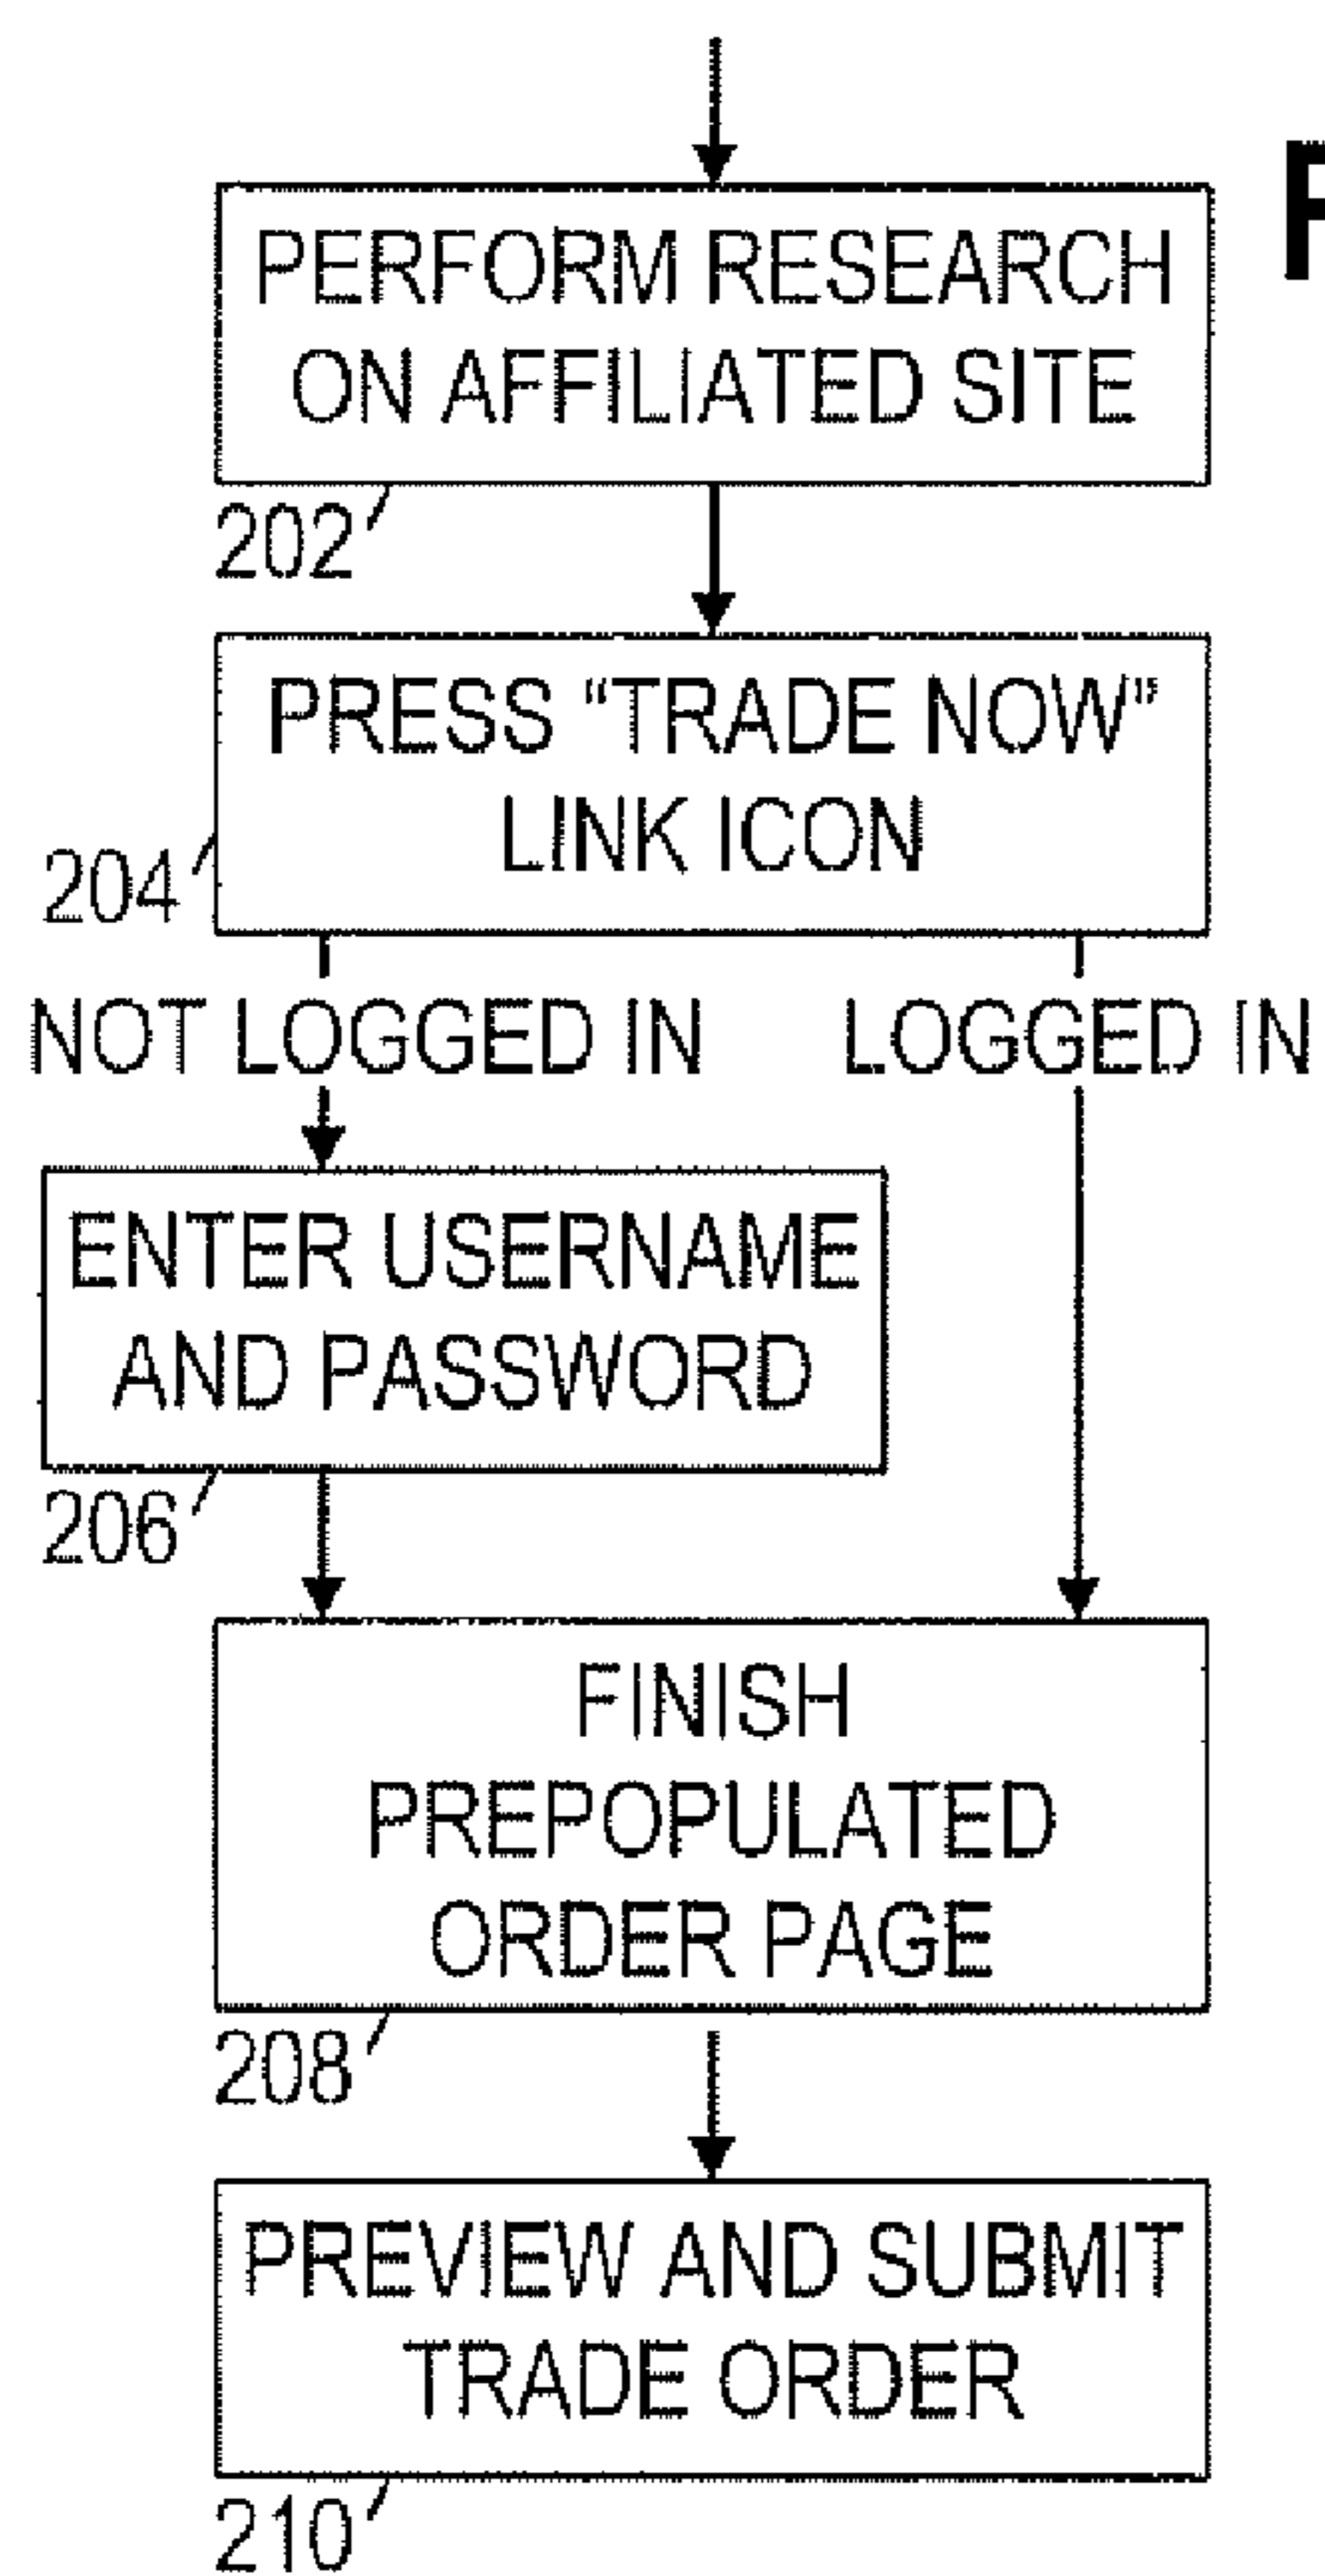 PERFORM RESEARCH
ON AFFILIATED SITE
202
PRESS “TRADE NOW”
LINK ICON
204
NOT LOGGED IN
LOGGED IN
ENTER USERNAME
AND PASSWORD
206
FINISH
PREPOPULATED
ORDER PAGE
208
PREVIEW AND SUBMIT
TRADE ORDER
210